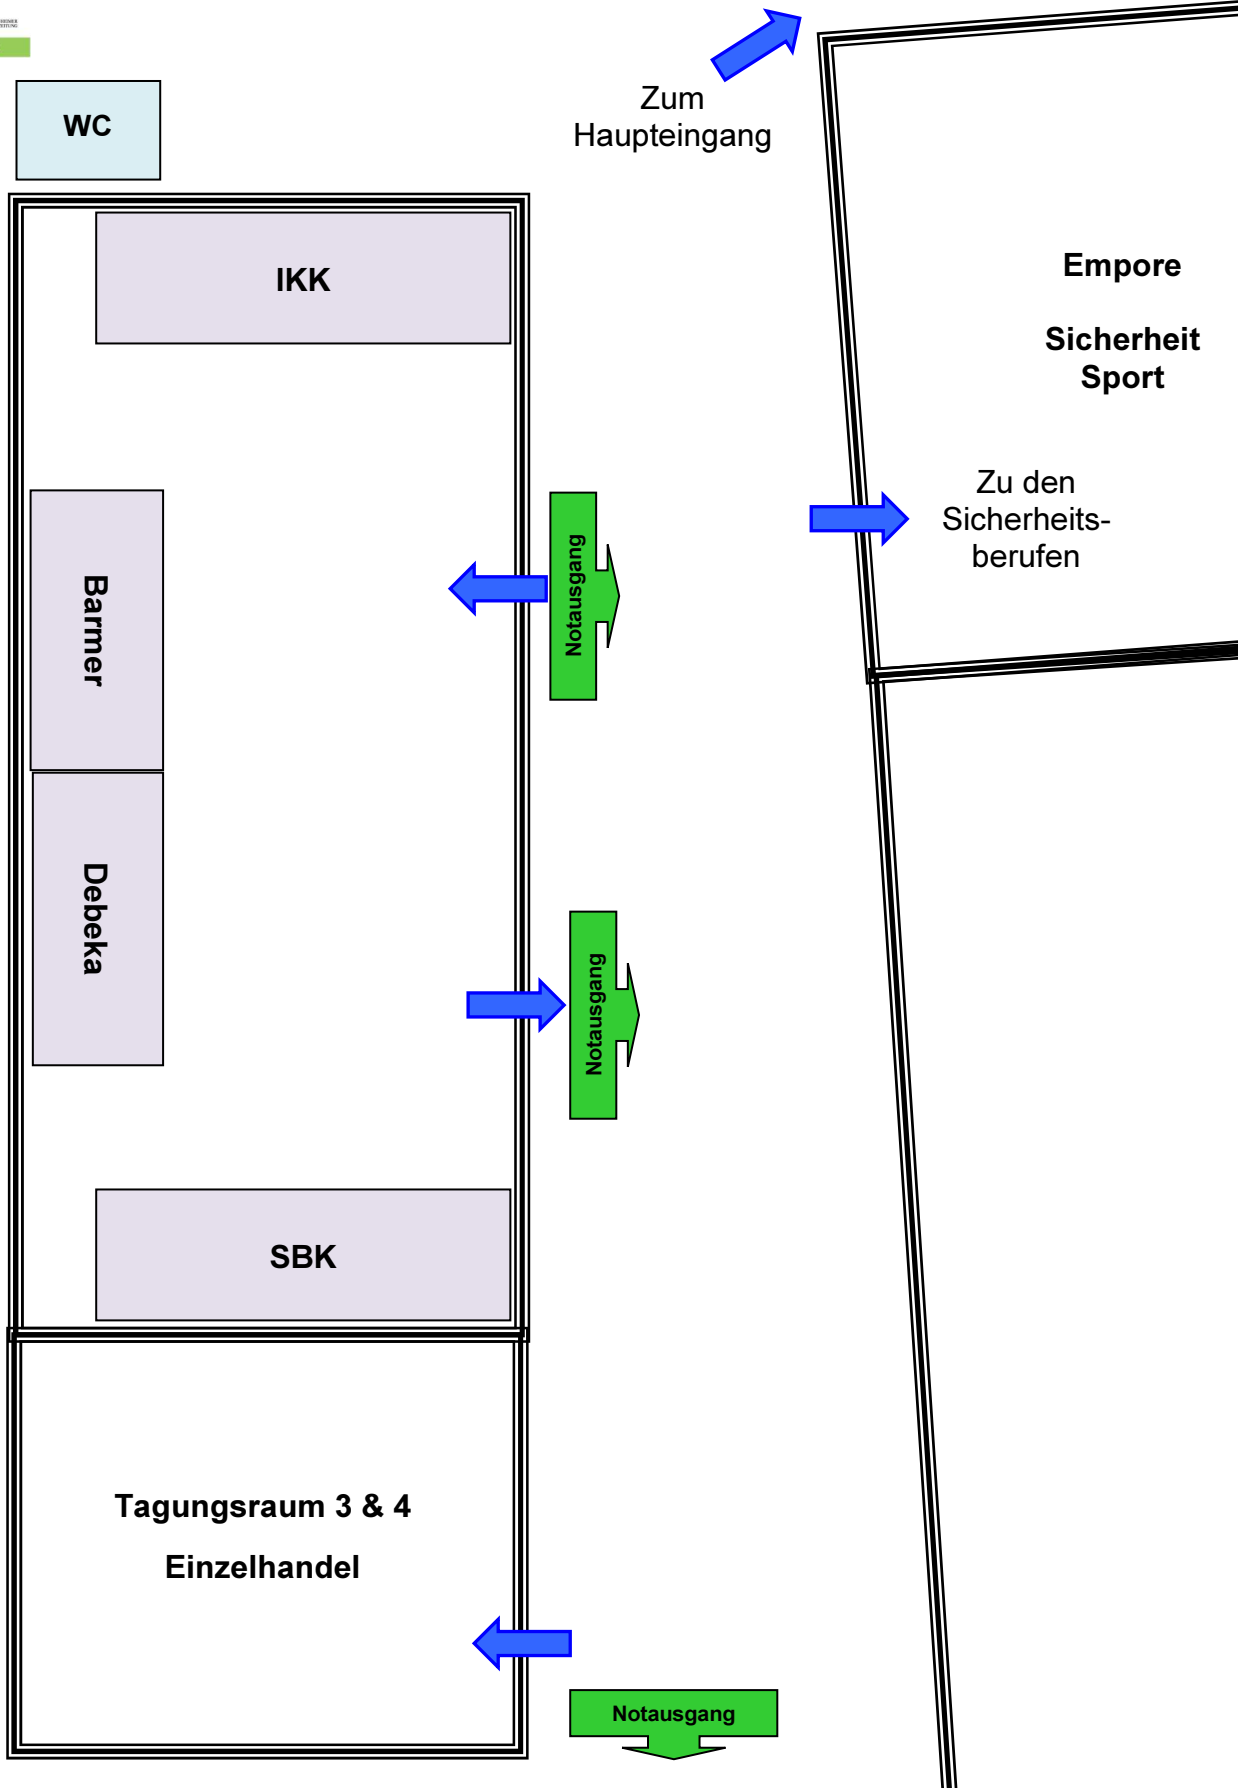 WC
Zum
Haupteingang
IKK
Empore
Sicherheit
Sport
Zu den
Sicherheits-
berufen
Barmer
Notausgang
Debeka
Notausgang
SBK
Tagungsraum 3 & 4
Einzelhandel
Notausgang